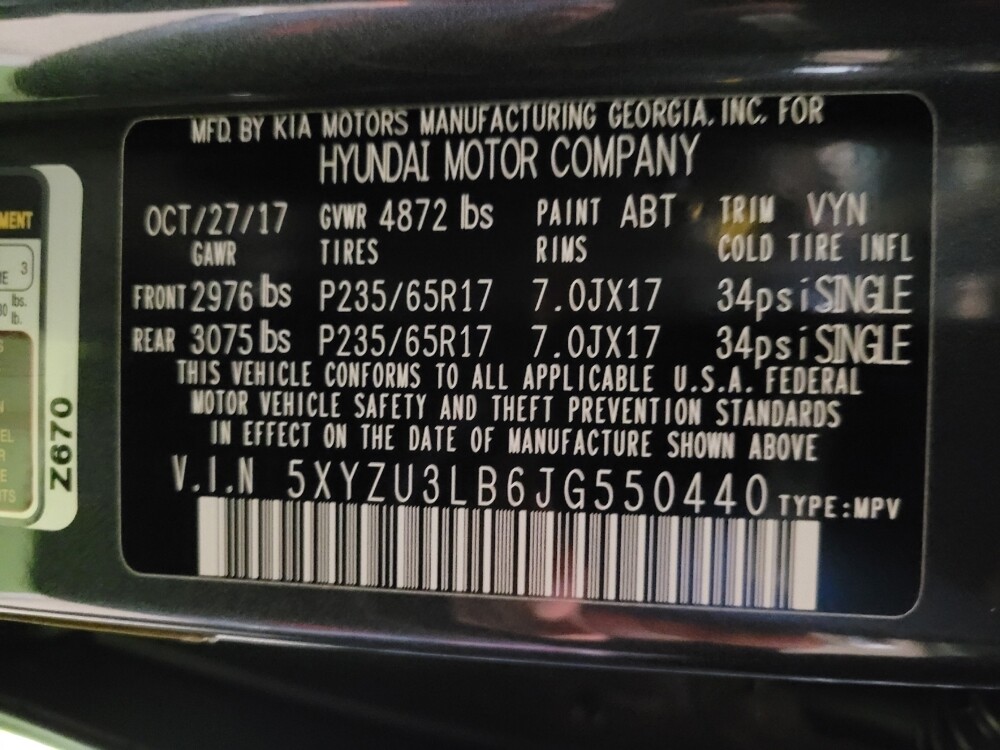 MFD. BY KIA MOTORS MANUFACTURING GEORGIA, INC. FOR
HYUNDAI MOTOR COMPANY
OCT/27/17 GVWR 4872 lbs PAINT ABT TRIM VYN
GAWR TIRES RIMS COLD TIRE INFL
FRONT 2976 lbs P235/65R17 7.0JX17 34psi SINGLE
REAR 3075 lbs P235/65R17 7.0JX17 34psi SINGLE
THIS VEHICLE CONFORMS TO ALL APPLICABLE U.S.A. FEDERAL
MOTOR VEHICLE SAFETY AND THEFT PREVENTION STANDARDS
IN EFFECT ON THE DATE OF MANUFACTURE SHOWN ABOVE
V.I.N 5XYZU3LB6JG550440 TYPE:MPV
3
lbs.
lb.
Z670